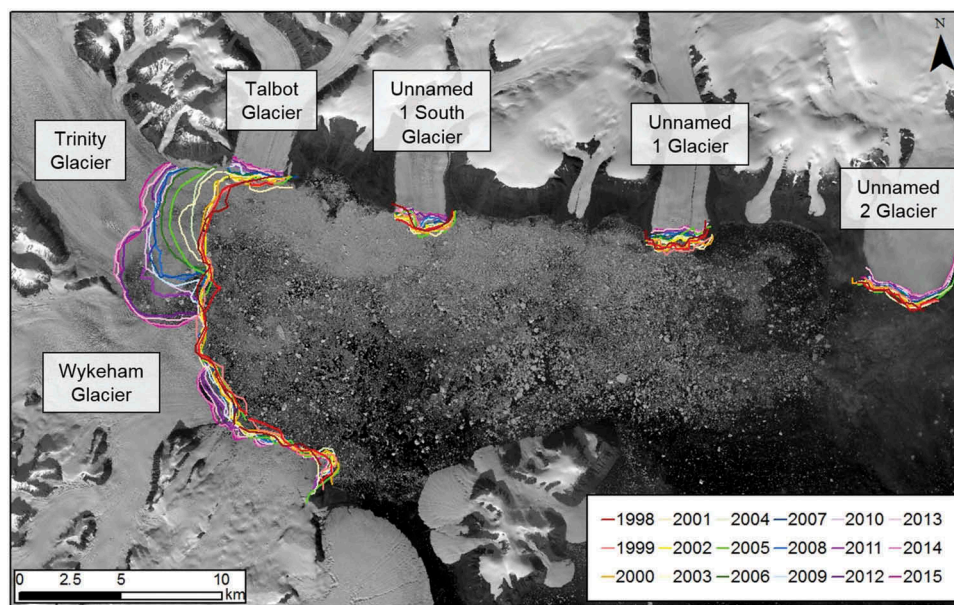 N
Talbot
Glacier
Unnamed
1 South
Glacier
Unnamed
1 Glacier
Trinity
Glacier
Unnamed
2 Glacier
Wykeham
Glacier
1998 2001 2004 2007 2010 2013
1999 2002 2005 2008 2011 2014
2000 2003 2006 2009 2012 2015
0 2.5 5 10
km